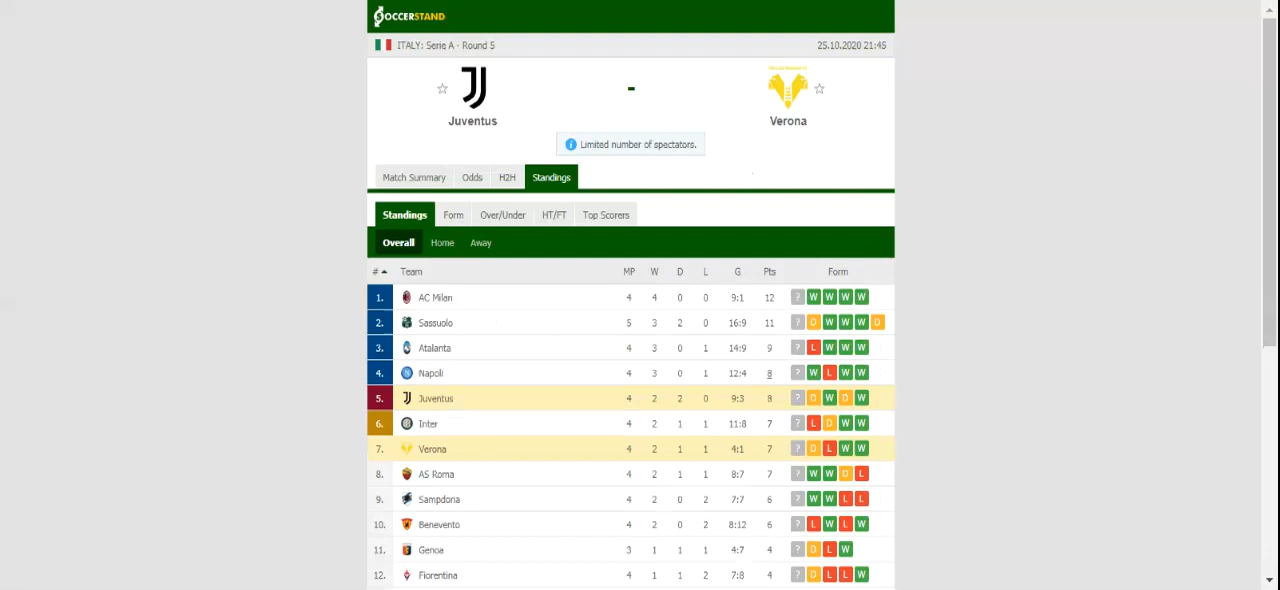 SOCCERSTAND
ITALY: Serie A - Round 5 25.10.2020 21:45
-
Juventus Verona
Limited number of spectators.
Match Summary Odds H2H Standings
Standings Form Over/Under HT/FT Top Scorers
Overall Home Away
# Team MP W D L G Pts Form
1. AC Milan 4 4 0 0 9:1 12 ? W W W W
2. Sassuolo 5 3 2 0 16:9 11 ? D W W W D
3. Atalanta 4 3 0 1 14:9 9 ? L W W W
4. Napoli 4 3 0 1 12:4 8 ? W L W W
5. Juventus 4 2 2 0 9:3 8 ? D W D W
6. Inter 4 2 1 1 11:8 7 ? L D W W
7. Verona 4 2 1 1 4:1 7 ? D L W W
8. AS Roma 4 2 1 1 8:7 7 ? W W D L
9. Sampdoria 4 2 0 2 7:7 6 ? W W L L
10. Benevento 4 2 0 2 8:12 6 ? L W L W
11. Genoa 3 1 1 1 4:7 4 ? D L W
12. Fiorentina 4 1 1 2 7:8 4 ? D L L W